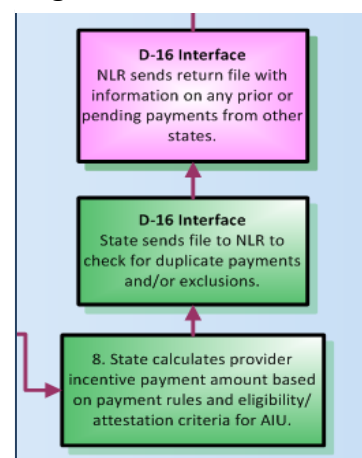 D-16 Interface
NLR sends return file with
information on any prior or
pending payments from other
states.
D-16 Interface
State sends file to NLR to
check for duplicate payments
and/or exclusions.
8. State calculates provider
incentive payment amount based
on payment rules and eligibility/
attestation criteria for AIU.